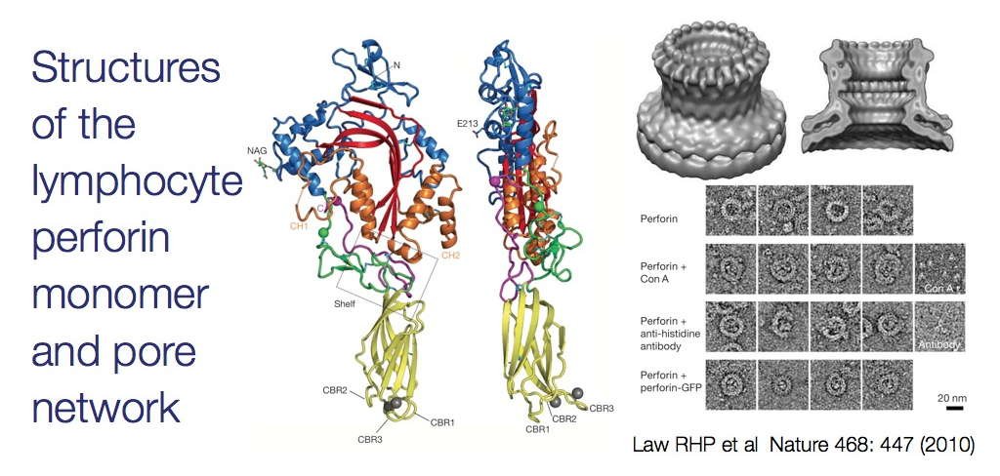 Structures
of the
lymphocyte
perforin
monomer
and pore
network
N
NAG
CH1
CH2
Shelf
CBR2
CBR1
CBR3
E213
CBR3
CBR2
CBR1
Perforin
Perforin +
Con A
Con A
Perforin +
anti-histidine
antibody
Antibody
Perforin +
perforin-GFP
20 nm
Law RHP et al Nature 468: 447 (2010)